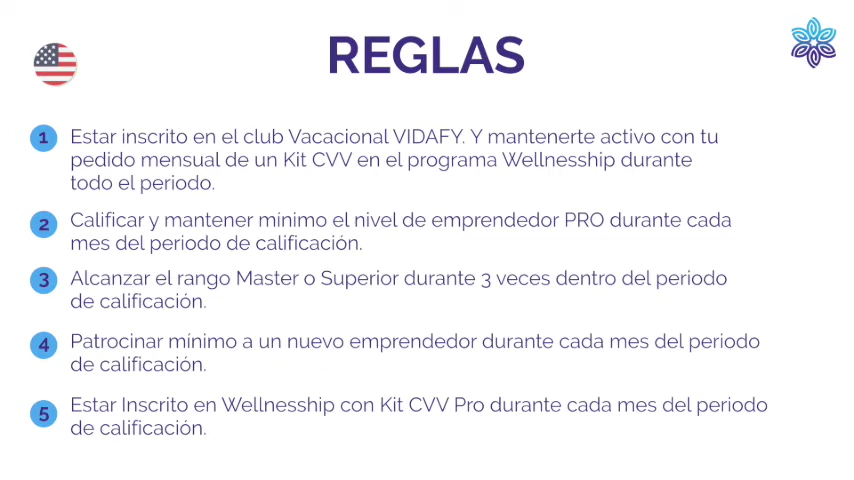 REGLAS
1 Estar inscrito en el club Vacacional VIDAFY. Y mantenerte activo con tu
pedido mensual de un Kit CVV en el programa Wellnesship durante
todo el periodo.
2 Calificar y mantener mínimo el nivel de emprendedor PRO durante cada
mes del periodo de calificación.
3 Alcanzar el rango Master o Superior durante 3 veces dentro del periodo
de calificación.
4 Patrocinar mínimo a un nuevo emprendedor durante cada mes del periodo
de calificación.
5 Estar Inscrito en Wellnesship con Kit CVV Pro durante cada mes del periodo
de calificación.